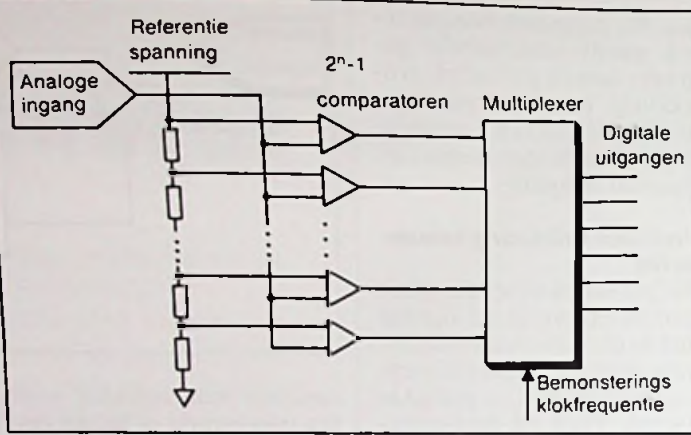 Referentie
spanning
Analoge
ingang
2ⁿ-1
comparatoren
Multiplexer
Digitale
uitgangen
Bemonsterings
klokfrequentie